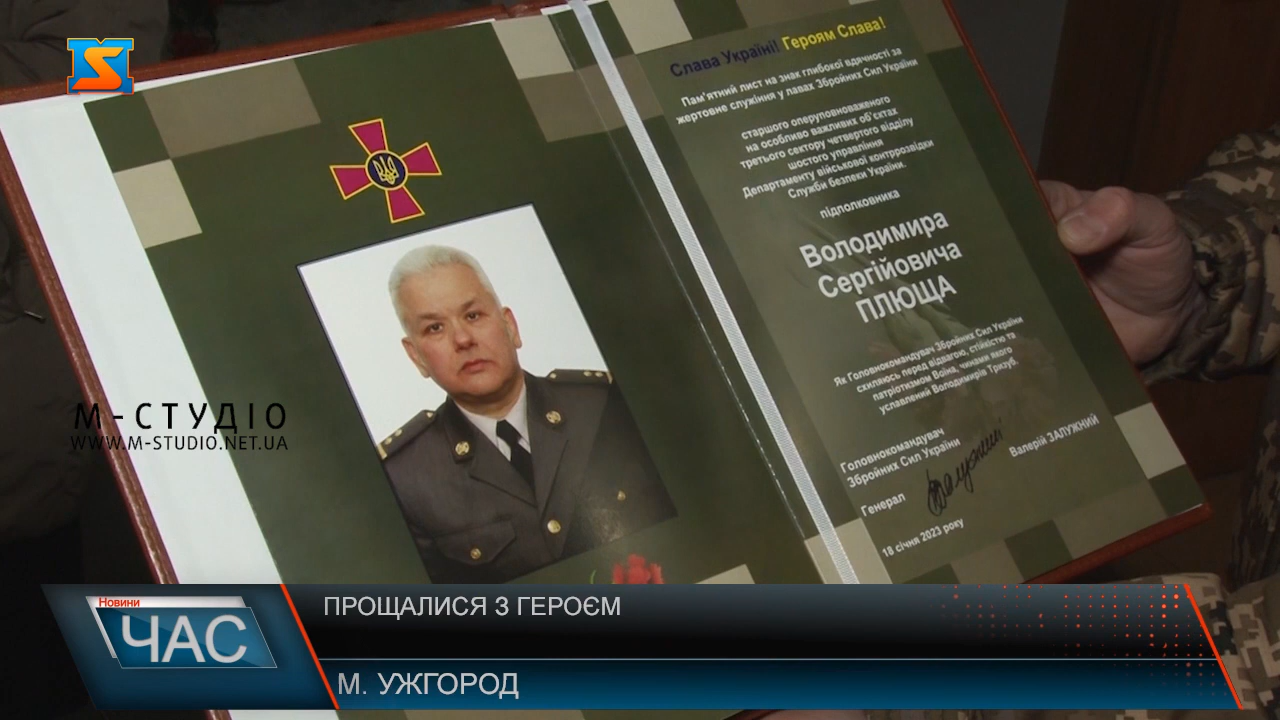 MS
Слава Україні! Героям Слава!
Пам'ятний лист на знак глибокої вдячності за
жертовне служіння у лавах Збройних Сил України
старшого оперуповноваженого
на особливо важливих об'єктах
третього сектору четвертого відділу
шостого управління
Департаменту військової контррозвідки
Служби безпеки України.
підполковника
Володимира
Сергійовича
ПЛЮЩА
Як Головнокомандувач Збройних Сил України
схиляюсь перед відвагою, стійкістю та
патріотизмом Воїна, чинами якого
уславлений Володимирів Тризуб.
Головнокомандувач
Збройних Сил України
Генерал
Валерій ЗАЛУЖНИЙ
18 січня 2023 року
М-СТУДІО
WWW.M-STUDIO.NET.UA
Новини
ЧАС
ПРОЩАЛИСЯ З ГЕРОЄМ
М. УЖГОРОД